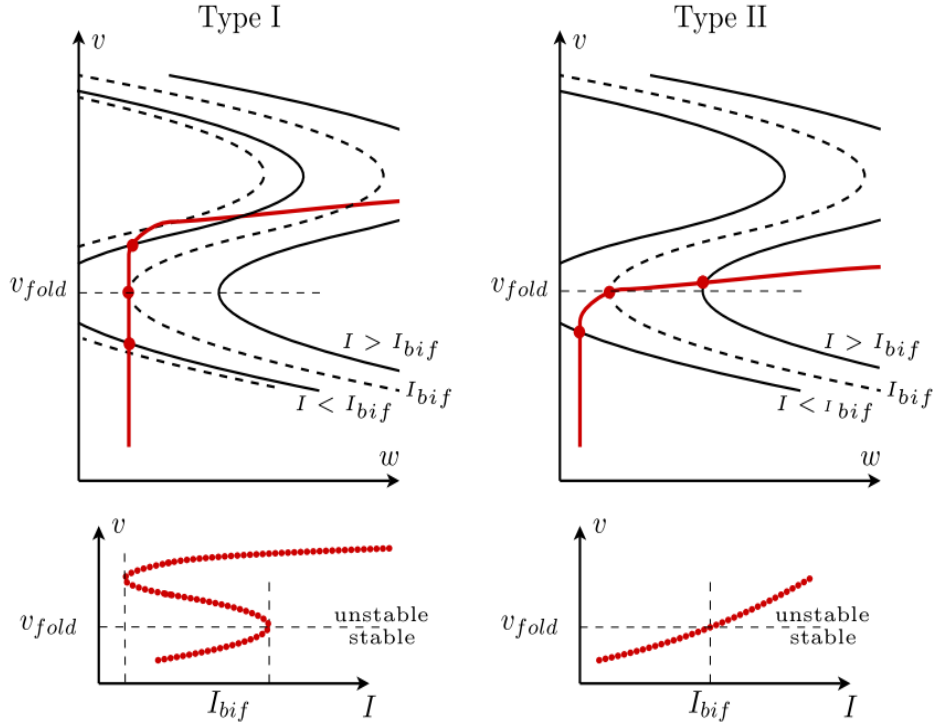 Type I
Type II
v
v
v_fold
v_fold
I > I_bif
I > I_bif
I_bif
I_bif
I < I_bif
I < I_bif
w
w
v
v
v_fold
unstable
stable
v_fold
unstable
stable
I_bif
I
I_bif
I